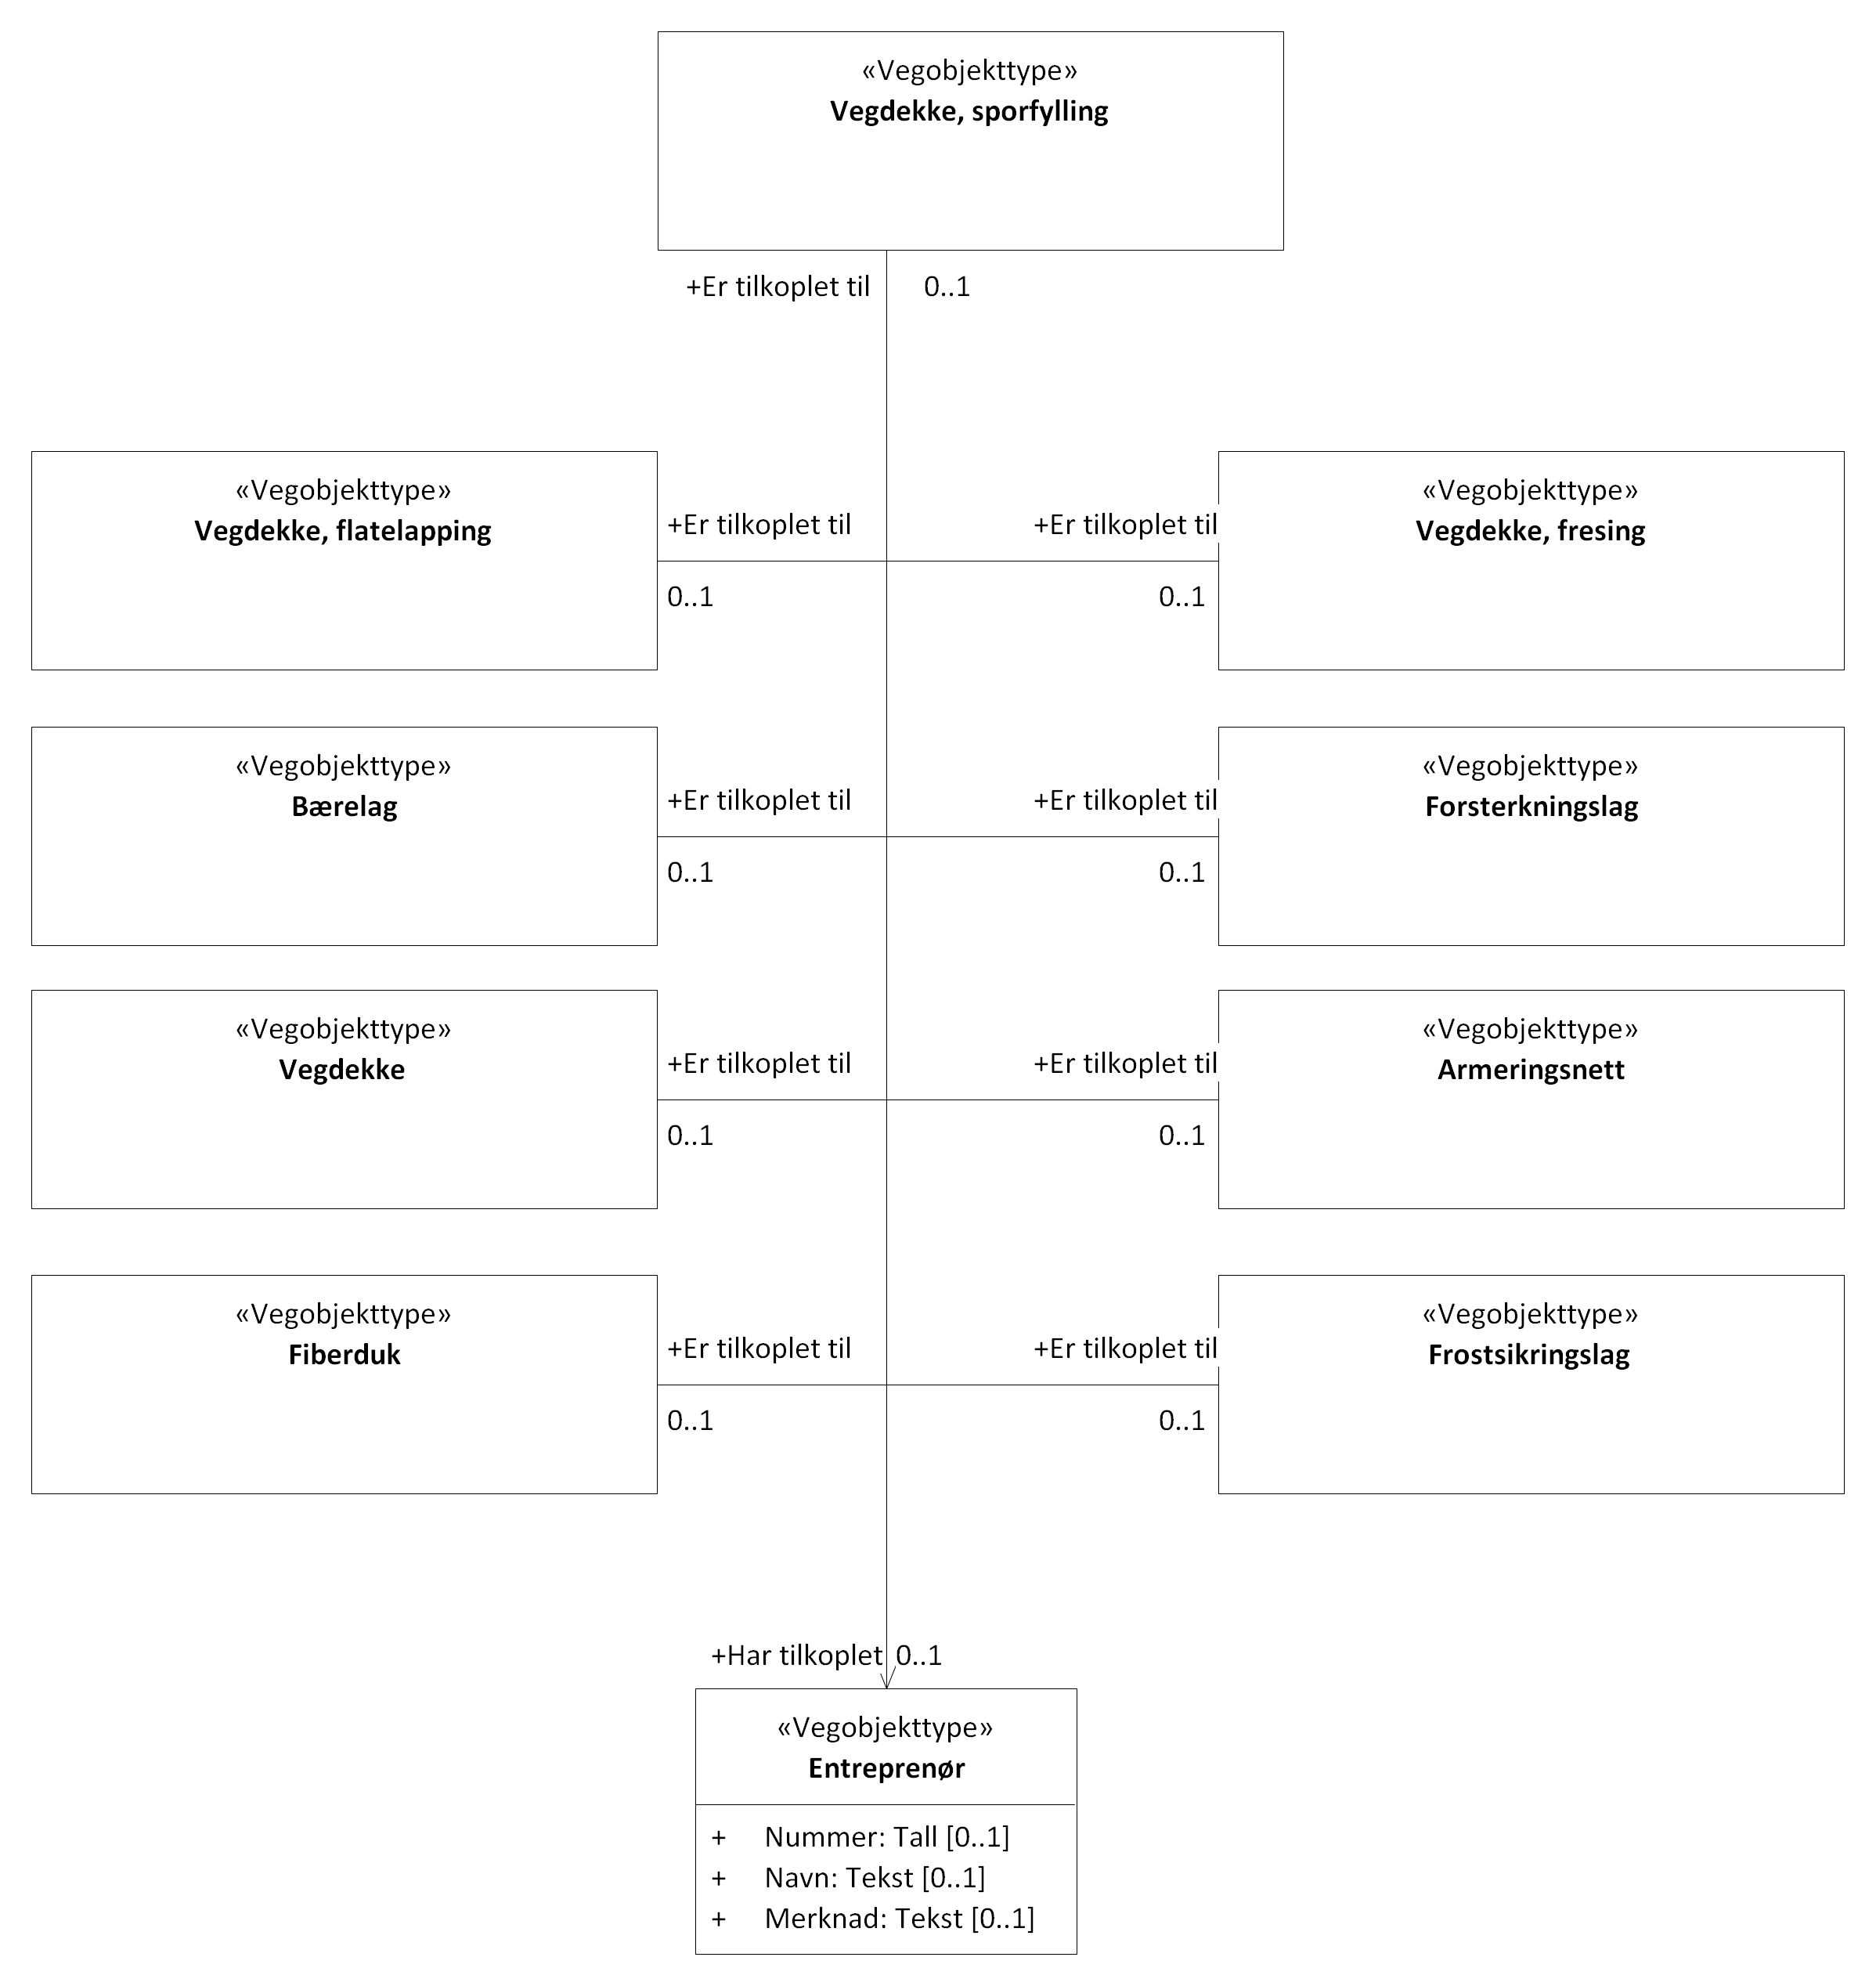 «Vegobjekttype»
Vegdekke, sporfylling
+Er tilkoplet til 0..1
«Vegobjekttype»
Vegdekke, flatelapping
+Er tilkoplet til
0..1
«Vegobjekttype»
Vegdekke, fresing
+Er tilkoplet til
0..1
«Vegobjekttype»
Bærelag
+Er tilkoplet til
0..1
«Vegobjekttype»
Forsterkningslag
+Er tilkoplet til
0..1
«Vegobjekttype»
Vegdekke
+Er tilkoplet til
0..1
«Vegobjekttype»
Armeringsnett
+Er tilkoplet til
0..1
«Vegobjekttype»
Fiberduk
+Er tilkoplet til
0..1
«Vegobjekttype»
Frostsikringslag
+Er tilkoplet til
0..1
+Har tilkoplet 0..1
«Vegobjekttype»
Entreprenør
+ Nummer: Tall [0..1]
+ Navn: Tekst [0..1]
+ Merknad: Tekst [0..1]